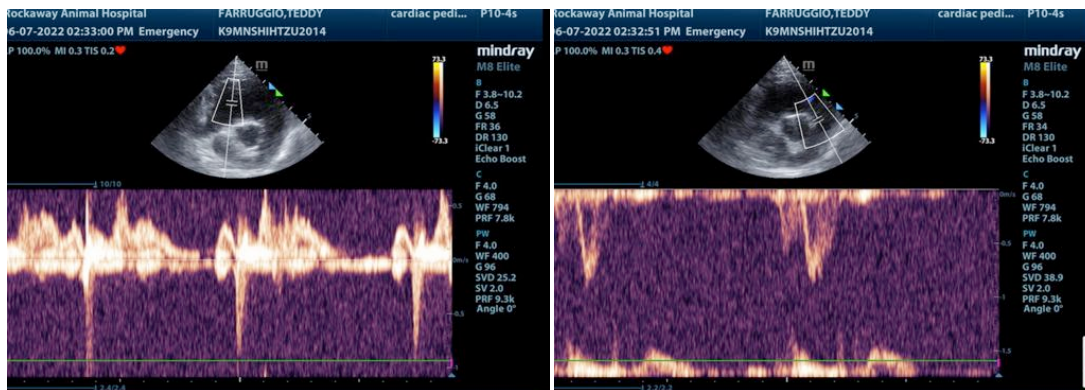 Rockaway Animal Hospital FARRUGGIO,TEDDY cardiac pedi... P10-4s
06-07-2022 02:33:00 PM Emergency K9MNSHIHTZU2014
P 100.0% MI 0.3 TIS 0.2
mindray
M8 Elite
m
73.3
-73.3
B
F 3.8~10.2
D 6.5
G 58
FR 36
DR 130
iClear 1
Echo Boost
C
F 4.0
G 68
WF 794
PRF 7.8k
PW
F 4.0
WF 400
G 96
SVD 25.2
SV 2.0
PRF 9.3k
Angle 0°
5
10/10
0.5
0m/s
-0.5
-1
2.4/2.4
Rockaway Animal Hospital FARRUGGIO,TEDDY cardiac pedi... P10-4s
06-07-2022 02:32:51 PM Emergency K9MNSHIHTZU2014
P 100.0% MI 0.3 TIS 0.4
mindray
M8 Elite
m
73.3
-73.3
B
F 3.8~10.2
D 6.5
G 58
FR 34
DR 130
iClear 1
Echo Boost
C
F 4.0
G 68
WF 794
PRF 7.8k
PW
F 4.0
WF 400
G 96
SVD 38.9
SV 2.0
PRF 9.3k
Angle 0°
5
4/4
0m/s
-0.5
-1
-1.5
2.2/2.3